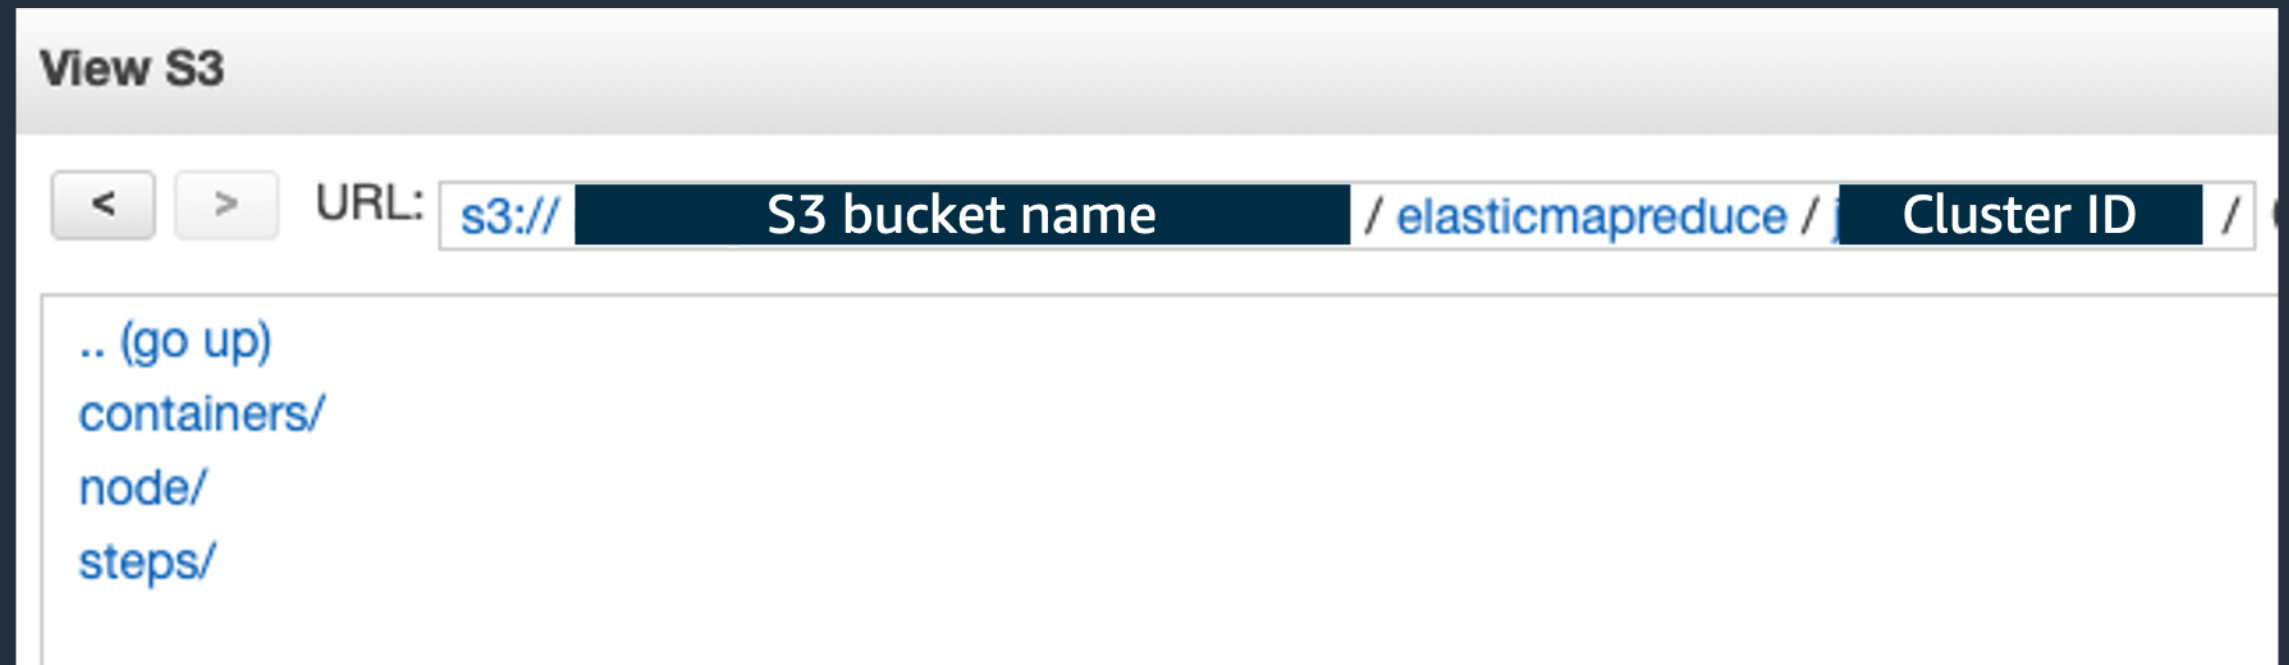 View S3
< > URL: s3:// S3 bucket name / elasticmapreduce / j Cluster ID /
.. (go up)
containers/
node/
steps/